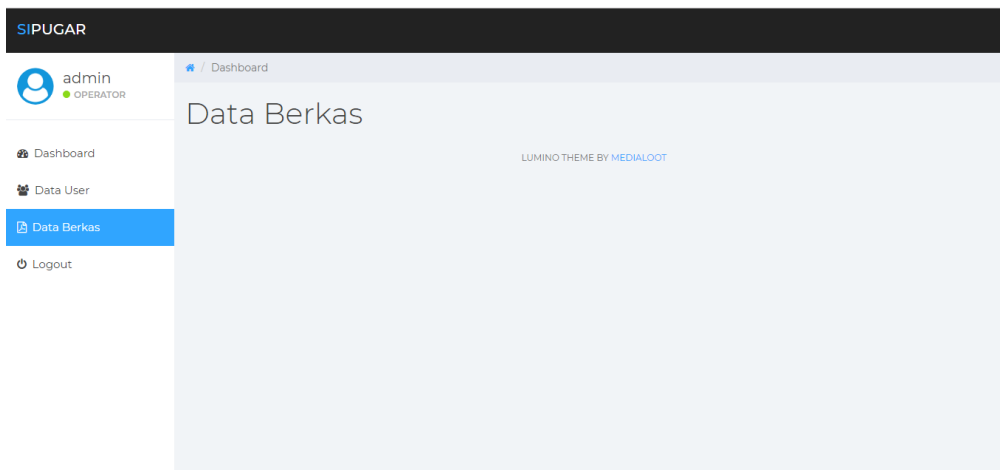 SIPUGAR
admin
OPERATOR
Dashboard
Data User
Data Berkas
Logout
/ Dashboard
Data Berkas
LUMINO THEME BY MEDIALOOT